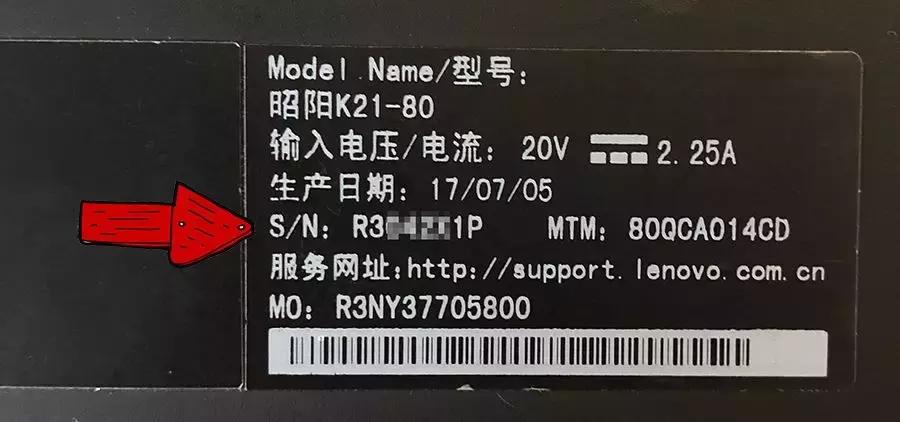 Model Name/型号:
昭阳K21-80
输入电压/电流: 20V 2.25A
生产日期: 17/07/05
S/N: MTM: 80QCA014CD
服务网址:http://support.lenovo.com.cn
MO: R3NY37705800